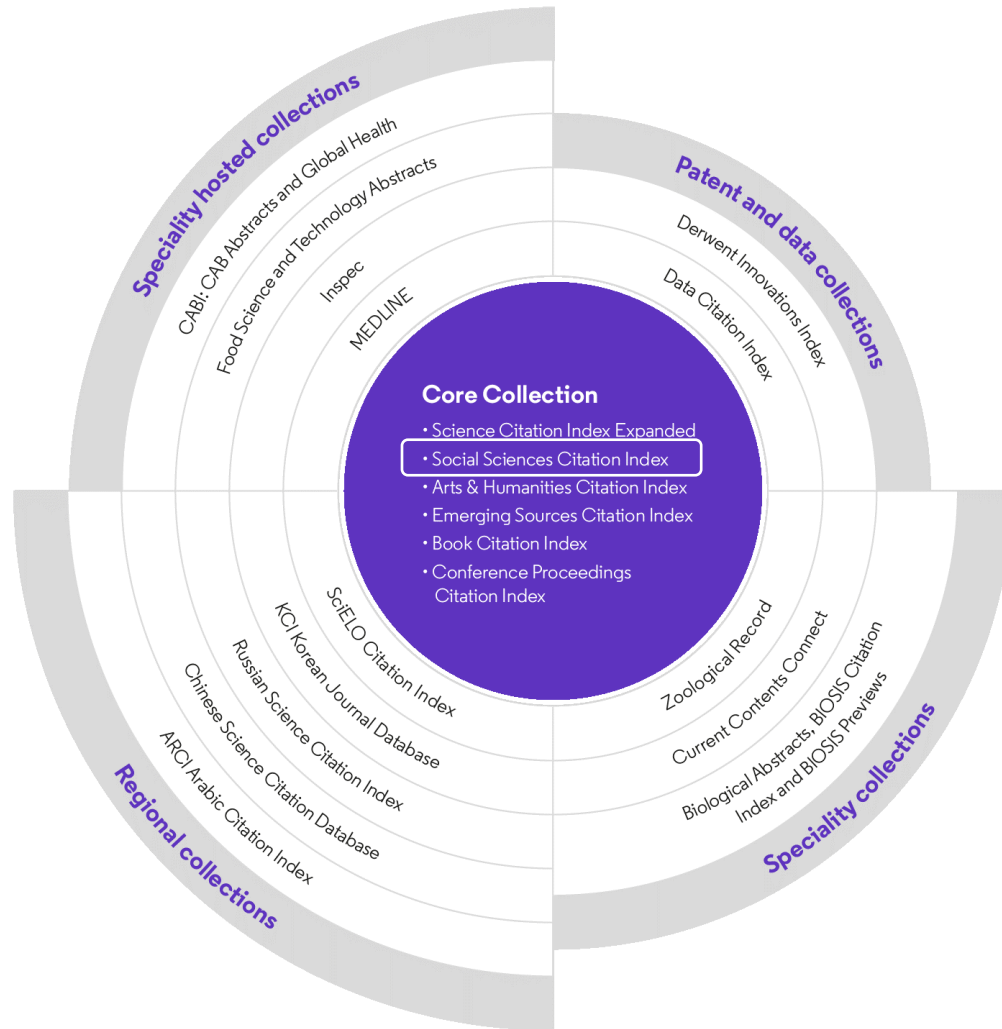 Speciality hosted collections
CABI: CAB Abstracts and Global Health
Food Science and Technology Abstracts
Inspec
MEDLINE
Patent and data collections
Derwent Innovations Index
Data Citation Index
Core Collection
• Science Citation Index Expanded
• Social Sciences Citation Index
• Arts & Humanities Citation Index
• Emerging Sources Citation Index
• Book Citation Index
• Conference Proceedings
Citation Index
SciELO Citation Index
KCI Korean Journal Database
Russian Science Citation Index
Chinese Science Citation Database
ARCI Arabic Citation Index
Regional collections
Zoological Record
Current Contents Connect
Biological Abstracts, BIOSIS Citation
Index and BIOSIS Previews
Speciality collections